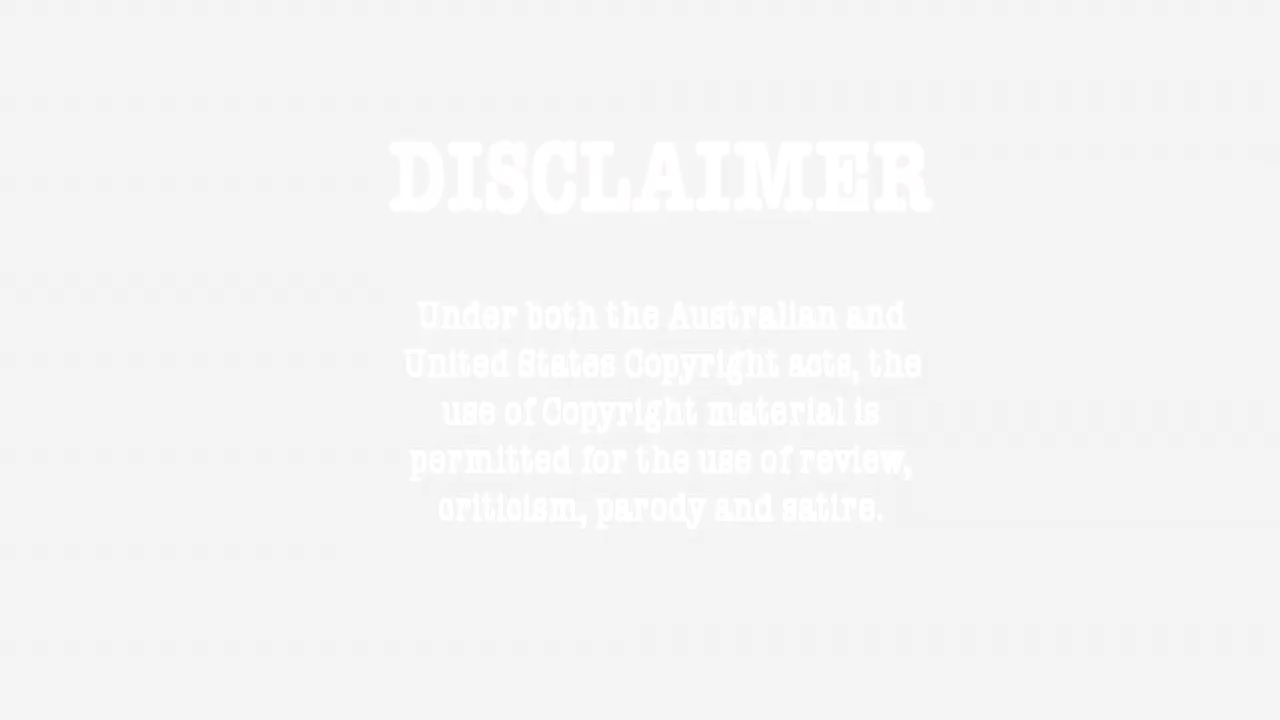 DISCLAIMER
Under both the Australian and
United States Copyright acts, the
use of Copyright material is
permitted for the use of review,
criticism, parody and satire.